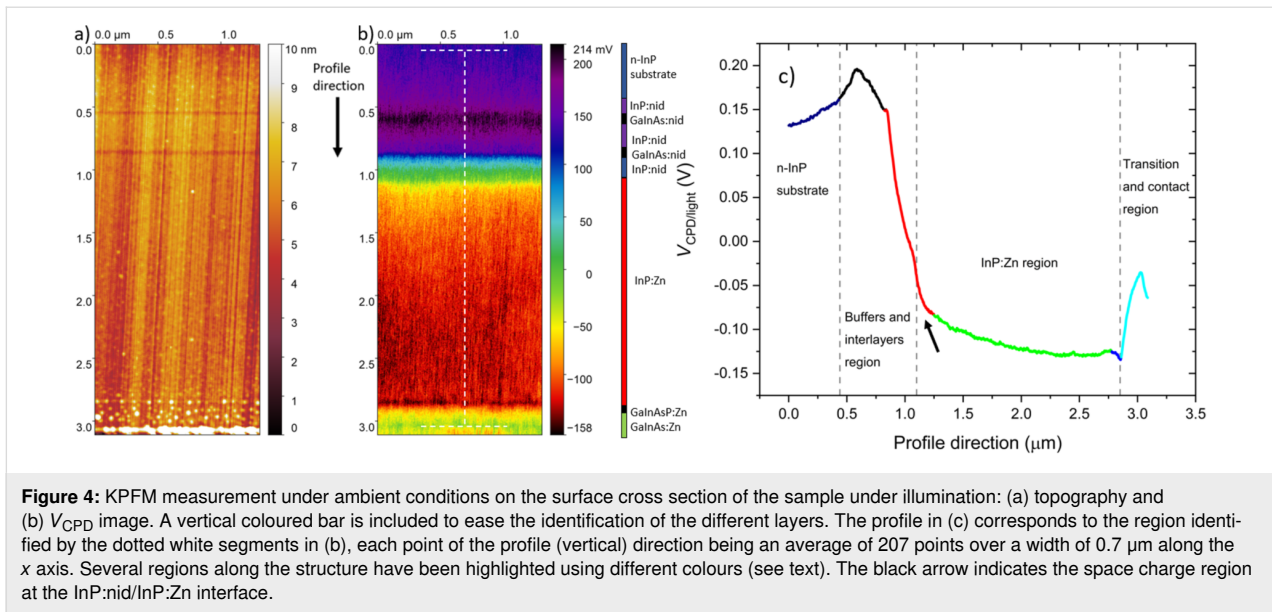 a)
0.0 µm 0.5 1.0
0.0
0.5
1.0
1.5
2.0
2.5
3.0
10 nm
9
8
7
6
5
4
3
2
1
0
Profile
direction
b)
0.0 µm 0.5 1.0
0.0
0.5
1.0
1.5
2.0
2.5
3.0
214 mV
200
150
100
50
0
−50
−100
−158
n-InP
substrate
InP:nid
GaInAs:nid
InP:nid
GaInAs:nid
InP:nid
InP:Zn
GaInAsP:Zn
GaInAs:Zn
c)
V_CPD/light (V)
0.20
0.15
0.10
0.05
0.00
-0.05
-0.10
-0.15
n-InP
substrate
Buffers and
interlayers
region
InP:Zn region
Transition
and contact
region
0.0 0.5 1.0 1.5 2.0 2.5 3.0 3.5
Profile direction (µm)
Figure 4: KPFM measurement under ambient conditions on the surface cross section of the sample under illumination: (a) topography and
(b) V_CPD image. A vertical coloured bar is included to ease the identification of the different layers. The profile in (c) corresponds to the region identi-
fied by the dotted white segments in (b), each point of the profile (vertical) direction being an average of 207 points over a width of 0.7 µm along the
x axis. Several regions along the structure have been highlighted using different colours (see text). The black arrow indicates the space charge region
at the InP:nid/InP:Zn interface.